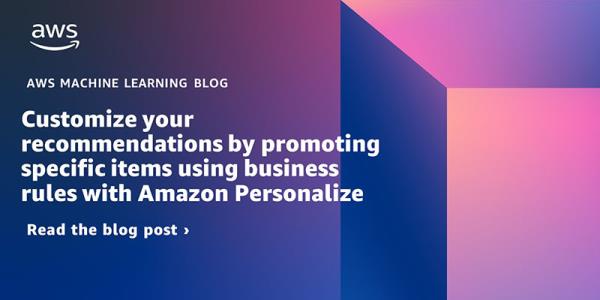 aws
AWS MACHINE LEARNING BLOG
Customize your
recommendations by promoting
specific items using business
rules with Amazon Personalize
Read the blog post ›